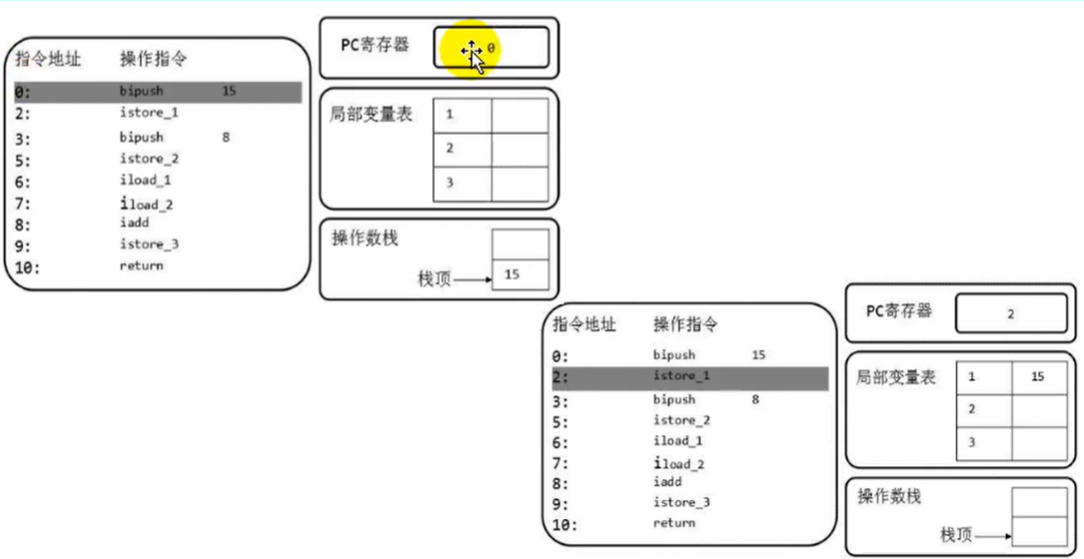 指令地址 操作指令
0: bipush 15
2: istore_1
3: bipush 8
5: istore_2
6: iload_1
7: iload_2
8: iadd
9: istore_3
10: return
PC寄存器 0
局部变量表 1
2
3
操作数栈
栈顶 15
指令地址 操作指令
0: bipush 15
2: istore_1
3: bipush 8
5: istore_2
6: iload_1
7: iload_2
8: iadd
9: istore_3
10: return
PC寄存器 2
局部变量表 1 15
2
3
操作数栈
栈顶